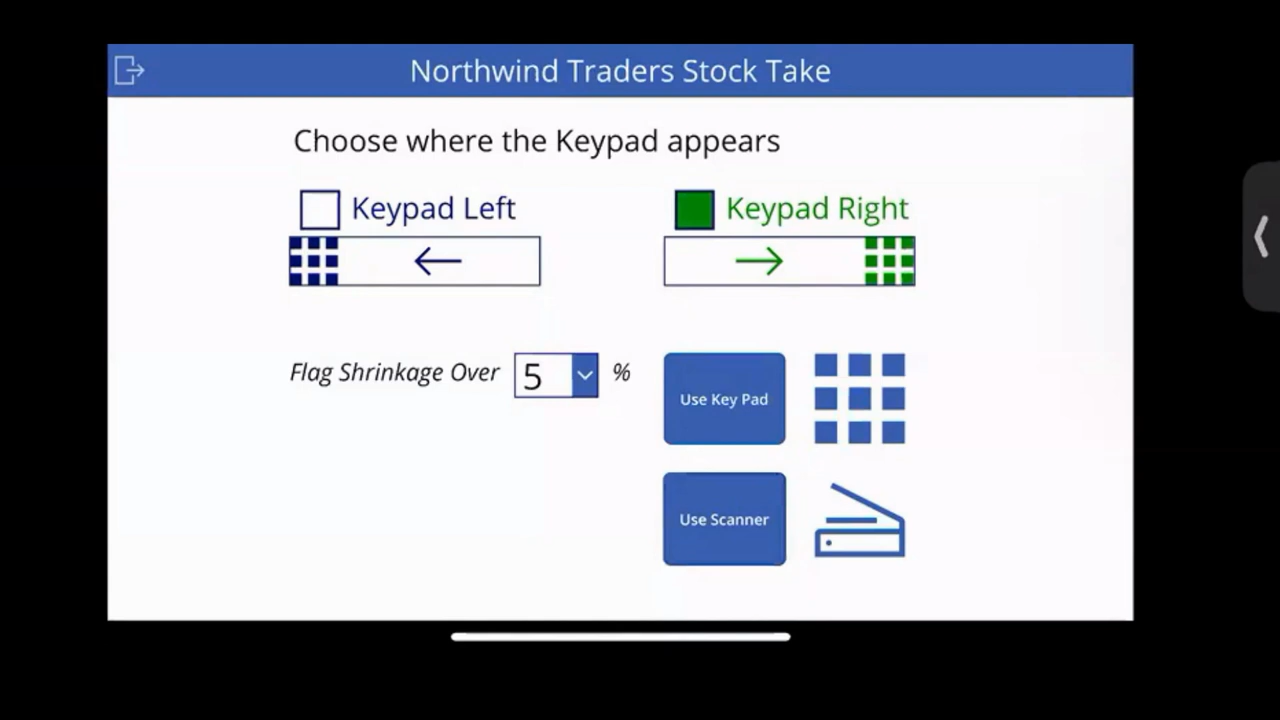 Northwind Traders Stock Take
Choose where the Keypad appears
Keypad Left
Keypad Right
Flag Shrinkage Over 5 %
Use Key Pad
Use Scanner